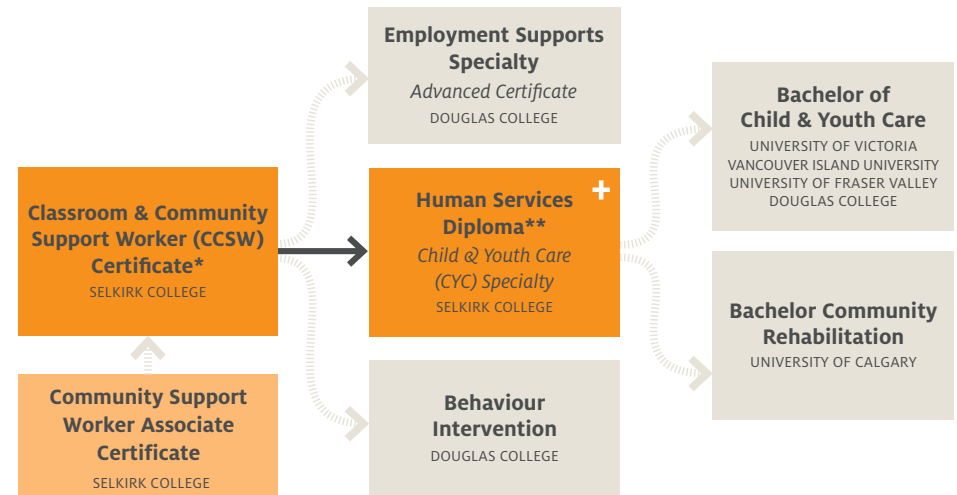 Classroom & Community
Support Worker (CCSW)
Certificate*
SELKIRK COLLEGE
Community Support
Worker Associate
Certificate
SELKIRK COLLEGE
Employment Supports
Specialty
Advanced Certificate
DOUGLAS COLLEGE
+
Human Services
Diploma**
Child & Youth Care
(CYC) Specialty
SELKIRK COLLEGE
Behaviour
Intervention
DOUGLAS COLLEGE
Bachelor of
Child & Youth Care
UNIVERSITY OF VICTORIA
VANCOUVER ISLAND UNIVERSITY
UNIVERSITY OF FRASER VALLEY
DOUGLAS COLLEGE
Bachelor Community
Rehabilitation
UNIVERSITY OF CALGARY